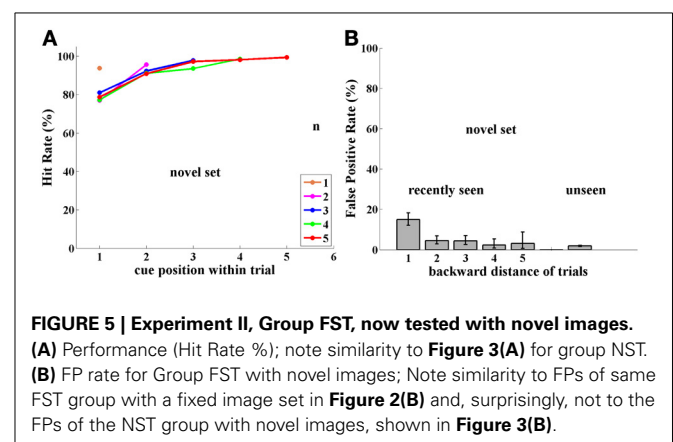 A
100
80
60
40
20
0
Hit Rate (%)
n
novel set
1
2
3
4
5
1 2 3 4 5 6
cue position within trial
B
100
80
60
40
20
0
False Positive Rate (%)
novel set
recently seen
unseen
1 2 3 4 5
backward distance of trials
FIGURE 5 | Experiment II, Group FST, now tested with novel images.
(A) Performance (Hit Rate %); note similarity to Figure 3(A) for group NST.
(B) FP rate for Group FST with novel images; Note similarity to FPs of same
FST group with a fixed image set in Figure 2(B) and, surprisingly, not to the
FPs of the NST group with novel images, shown in Figure 3(B).